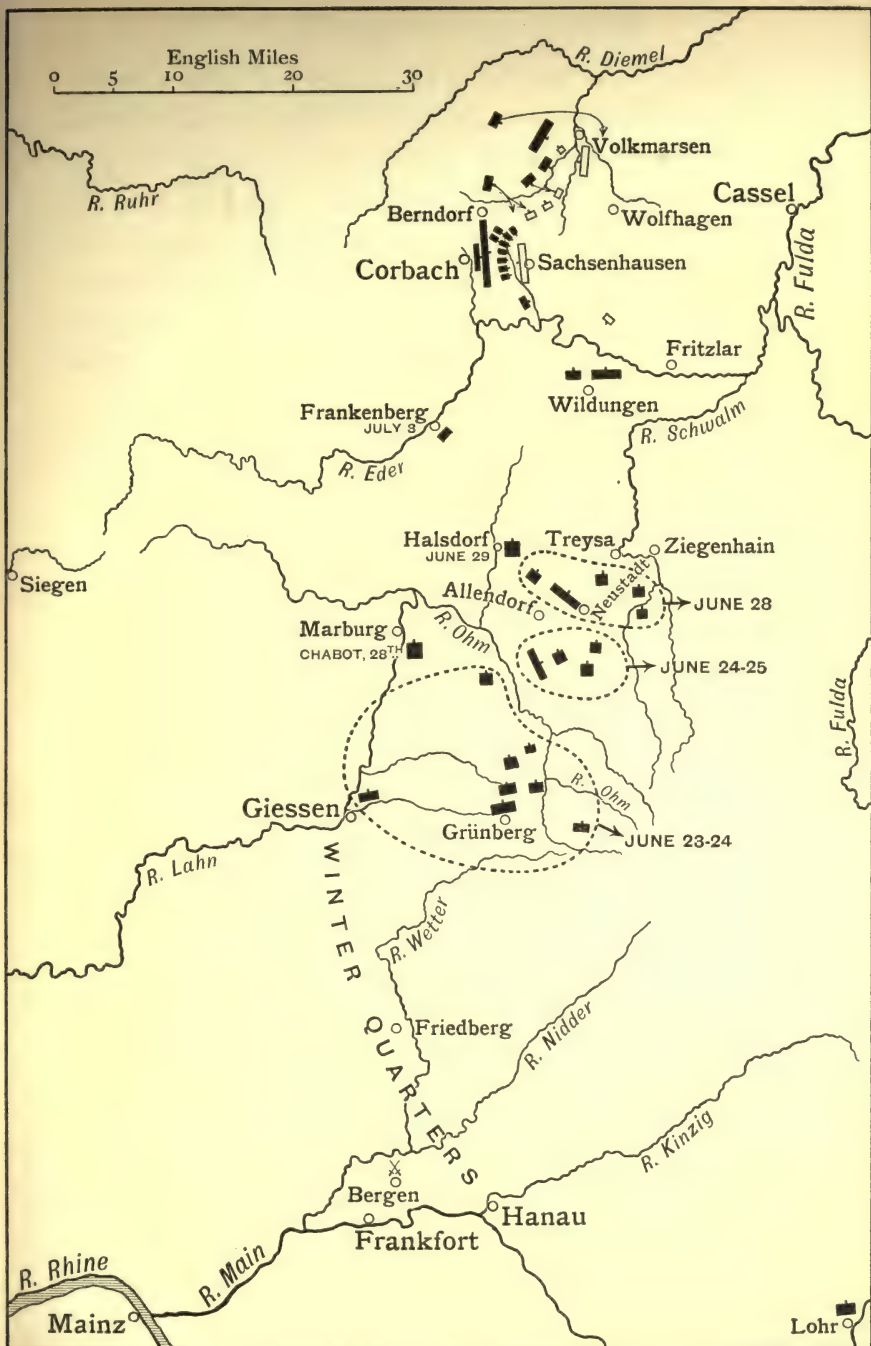 English Miles
0 5 10 20 30
R. Diemel
Volkmarsen
R. Ruhr
Cassel
Berndorf
Wolfhagen
Corbach
Sachsenhausen
R. Fulda
Fritzlar
Wildungen
Frankenberg
JULY 3
R. Schwalm
R. Eder
Halsdorf
JUNE 29
Treysa
Ziegenhain
Siegen
Neustadt
Allendorf
JUNE 28
Marburg
CHABOT, 28TH
R. Ohm
JUNE 24-25
R. Fulda
R. Ohm
Giessen
Grünberg
JUNE 23-24
R. Lahn
WINTER QUARTERS
R. Wetter
Friedberg
R. Nidder
R. Kinzig
Bergen
Hanau
Frankfort
R. Main
R. Rhine
Mainz
Lohr